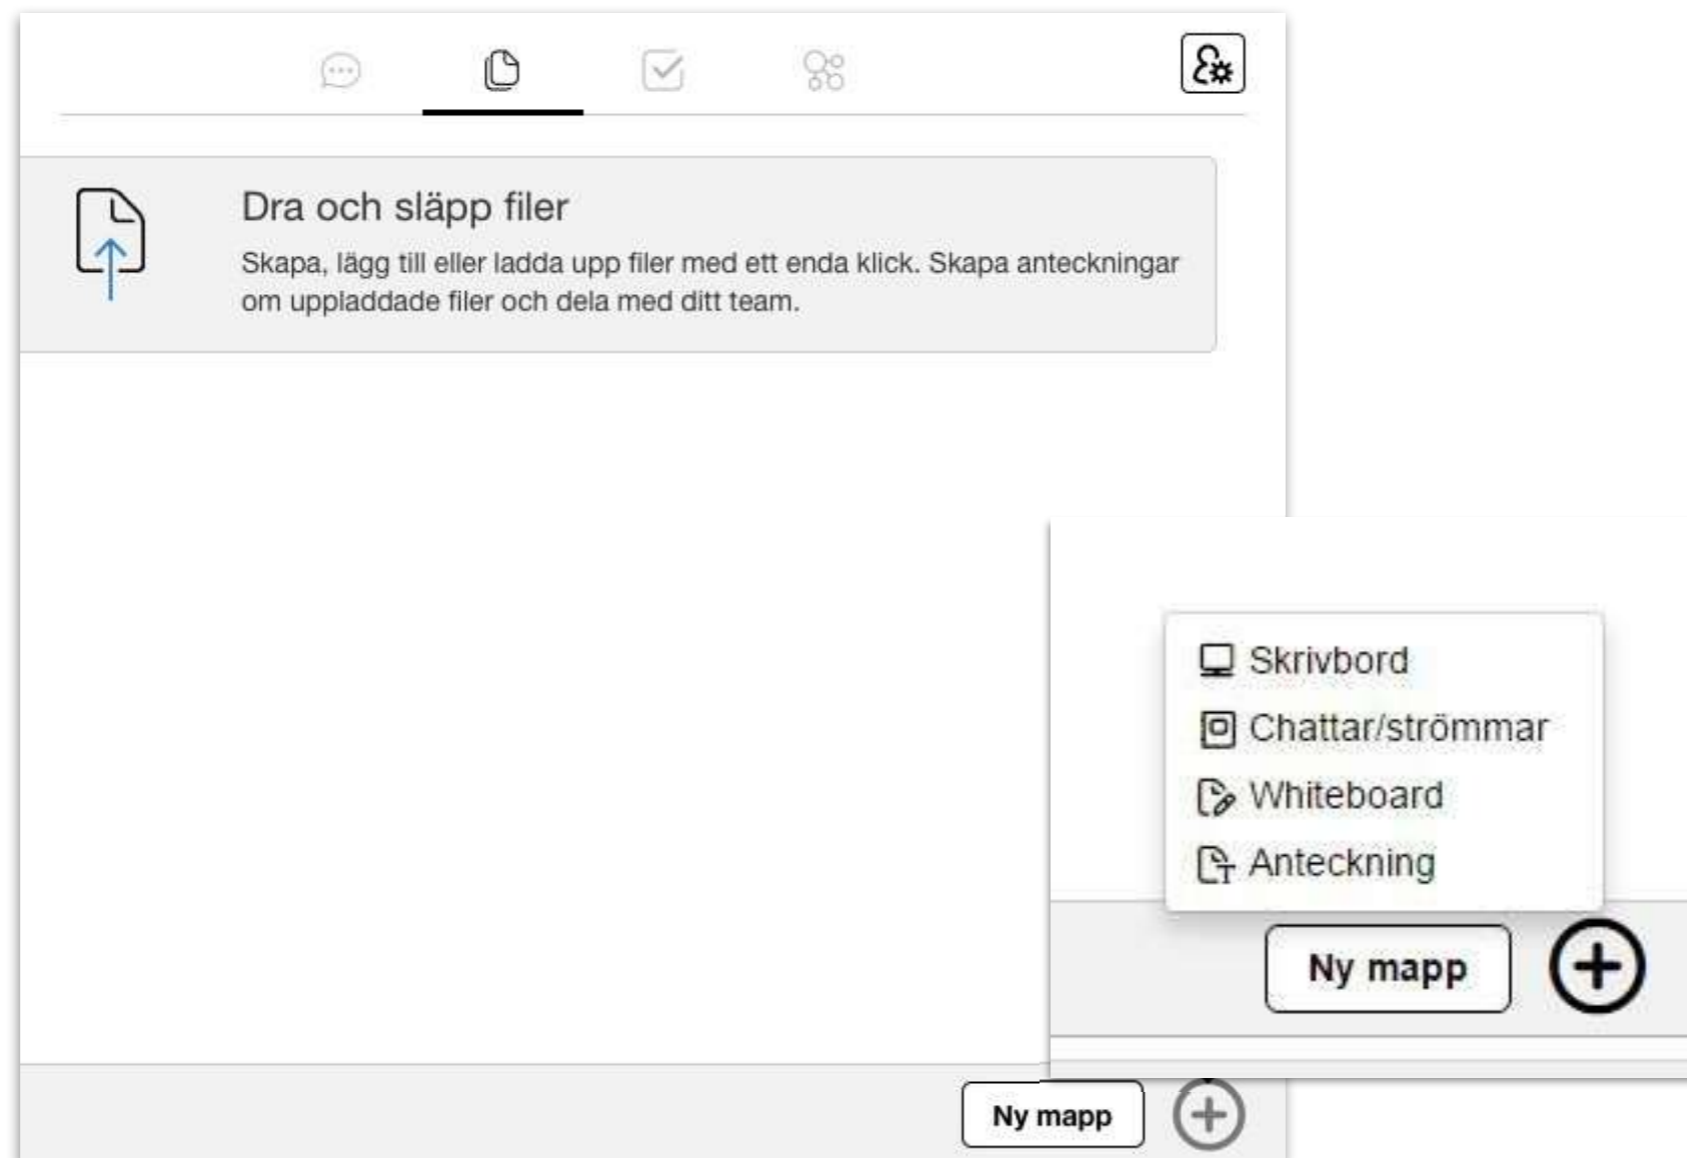 Dra och släpp filer
Skapa, lägg till eller ladda upp filer med ett enda klick. Skapa anteckningar
om uppladdade filer och dela med ditt team.
Skrivbord
Chattar/strömmar
Whiteboard
Anteckning
Ny mapp
Ny mapp